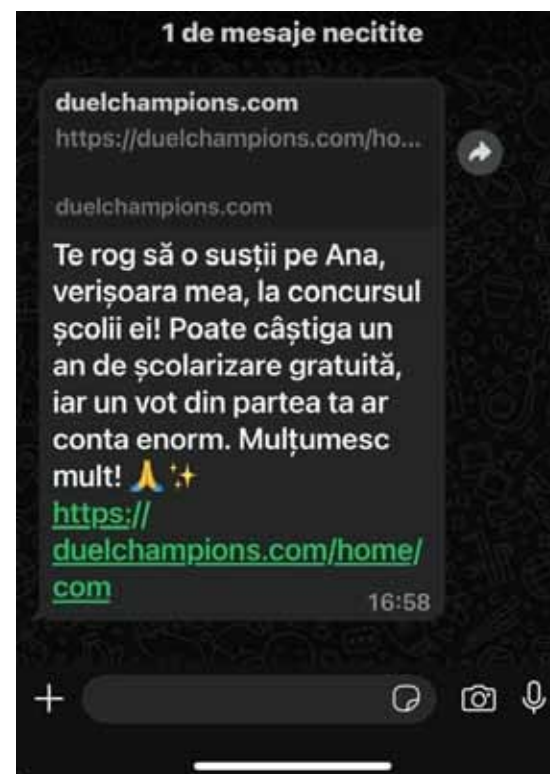 1 de mesaje necitite
duelchampions.com
https://duelchampions.com/ho...
duelchampions.com
Te rog să o susții pe Ana,
verișoara mea, la concursul
școlii ei! Poate câștiga un
an de școlarizare gratuită,
iar un vot din partea ta ar
conta enorm. Mulțumesc
mult! 🙏✨
https://
duelchampions.com/home/
com
16:58